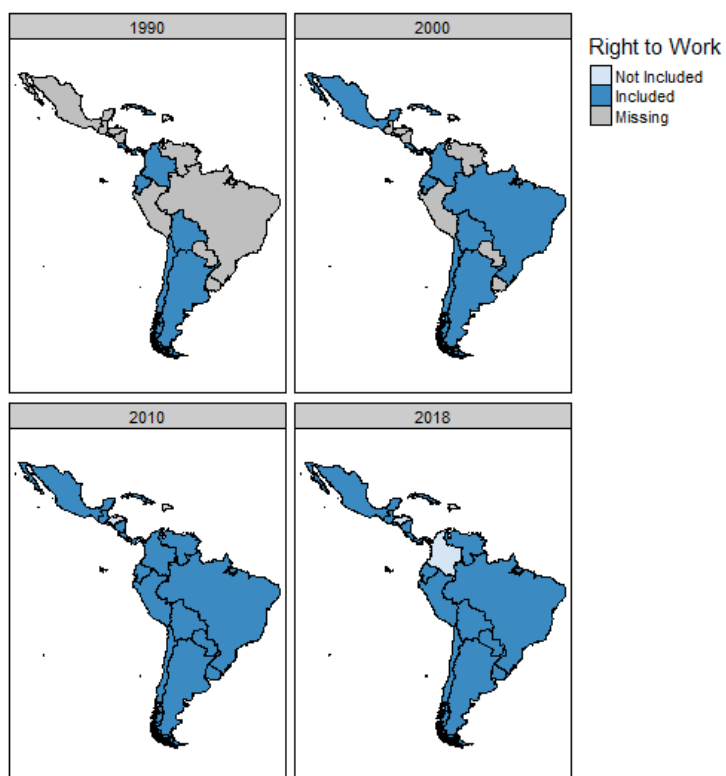 1990
2000
Right to Work
Not Included
Included
Missing
2010
2018